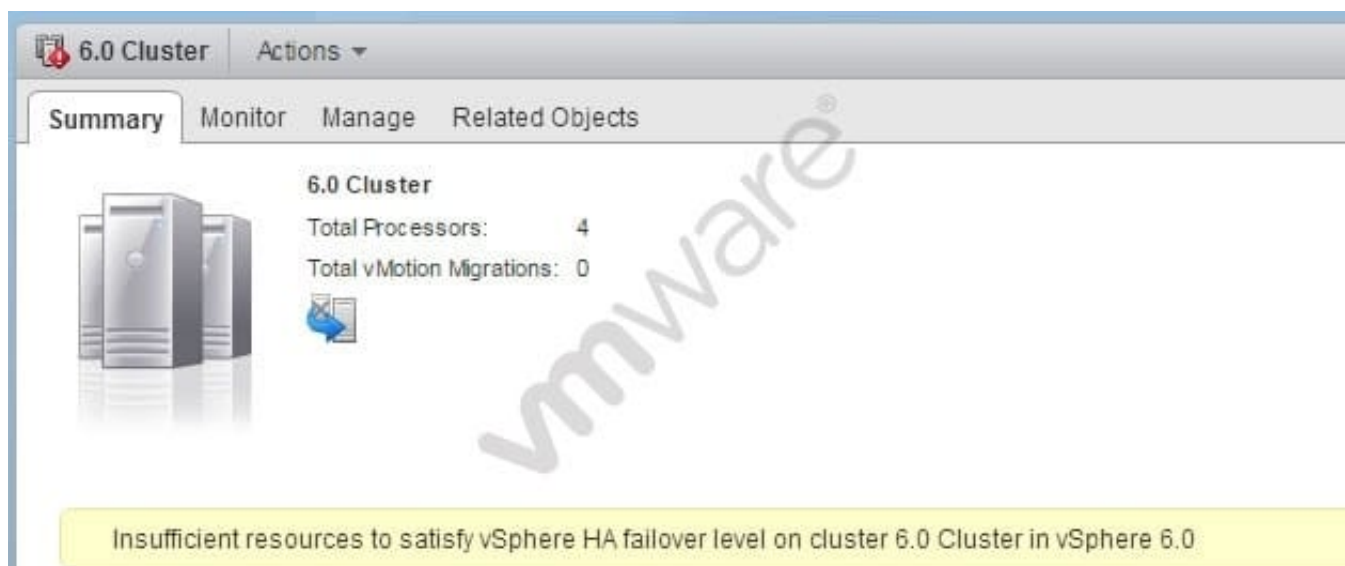 6.0 Cluster Actions
Summary Monitor Manage Related Objects
6.0 Cluster
Total Processors: 4
Total vMotion Migrations: 0
vmware®
Insufficient resources to satisfy vSphere HA failover level on cluster 6.0 Cluster in vSphere 6.0